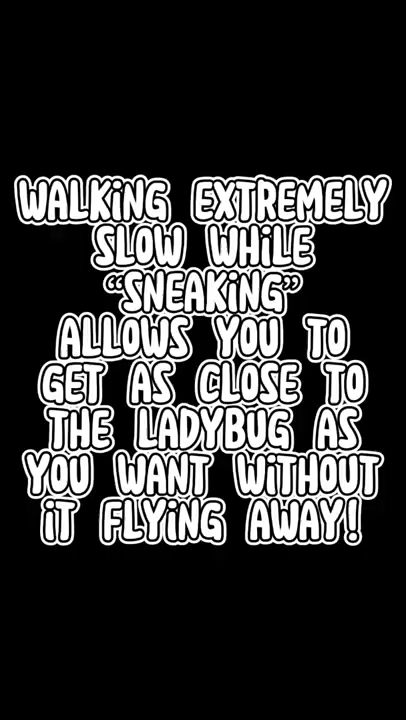 WALKiNG EXTREMELY
SLOW WHiLE
“SNEAKiNG”
ALLOWS YOU TO
GET AS CLOSE TO
THE LADYBUG AS
YOU WANT WiTHOUT
iT FLYiNG AWAY!